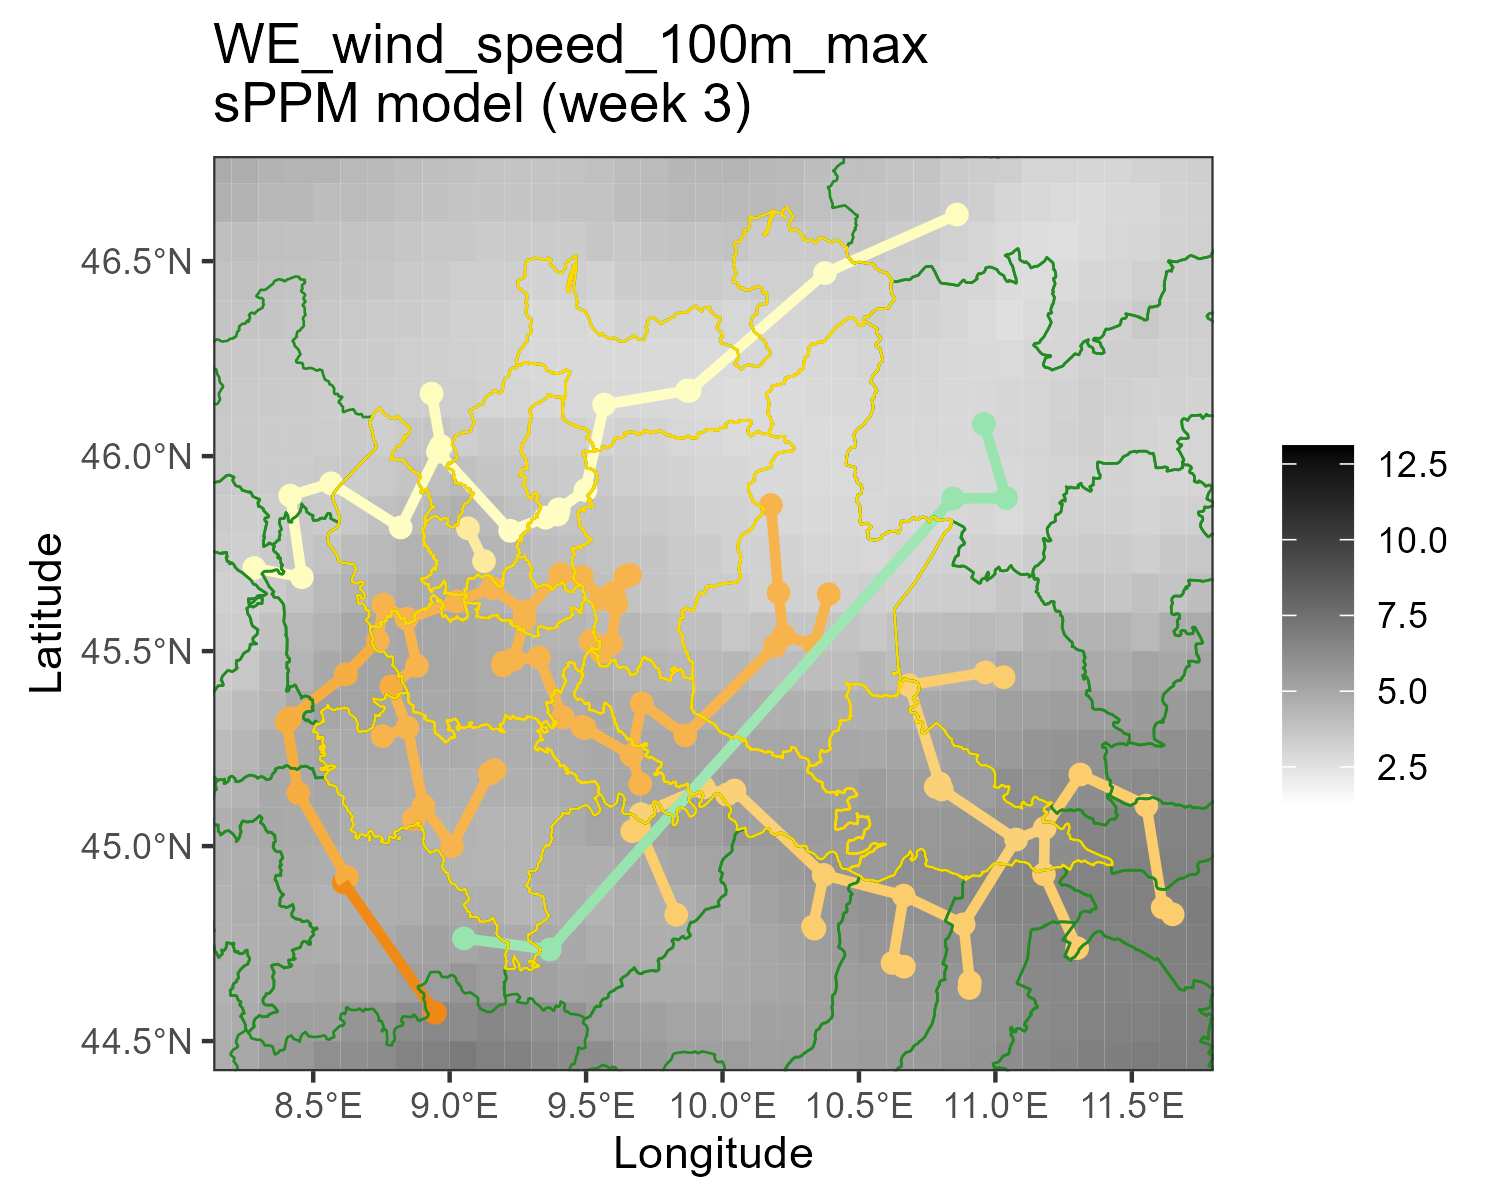 WE_wind_speed_100m_max
sPPM model (week 3)
46.5°N
46.0°N
45.5°N
45.0°N
44.5°N
Latitude
8.5°E 9.0°E 9.5°E 10.0°E 10.5°E 11.0°E 11.5°E
Longitude
12.5
10.0
7.5
5.0
2.5